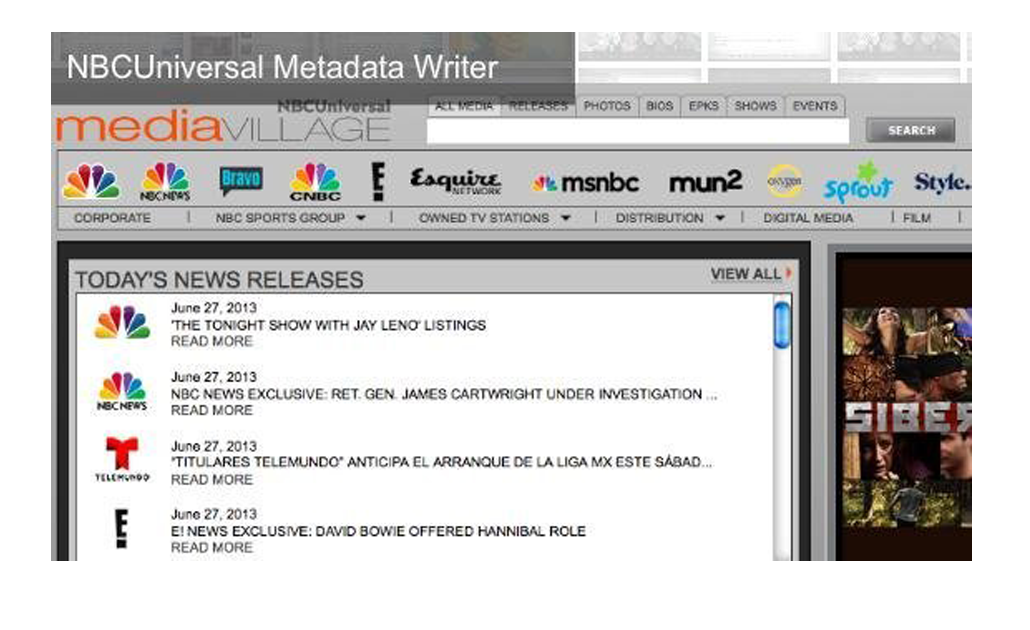 NBCUniversal Metadata Writer
NBCUniversal
mediaVILLAGE
ALL MEDIA RELEASES PHOTOS BIOS EPKS SHOWS EVENTS
SEARCH
NBC NEWS Bravo CNBC E! Esquire NETWORK msnbc mun2 oxygen sprout Style.
CORPORATE | NBC SPORTS GROUP | OWNED TV STATIONS | DISTRIBUTION | DIGITAL MEDIA | FILM |
TODAY'S NEWS RELEASES
VIEW ALL
June 27, 2013
'THE TONIGHT SHOW WITH JAY LENO' LISTINGS
READ MORE
NBC NEWS
June 27, 2013
NBC NEWS EXCLUSIVE: RET. GEN. JAMES CARTWRIGHT UNDER INVESTIGATION ...
READ MORE
TELEMUNDO
June 27, 2013
"TITULARES TELEMUNDO" ANTICIPA EL ARRANQUE DE LA LIGA MX ESTE SÁBAD...
READ MORE
E!
June 27, 2013
E! NEWS EXCLUSIVE: DAVID BOWIE OFFERED HANNIBAL ROLE
READ MORE
SIBER